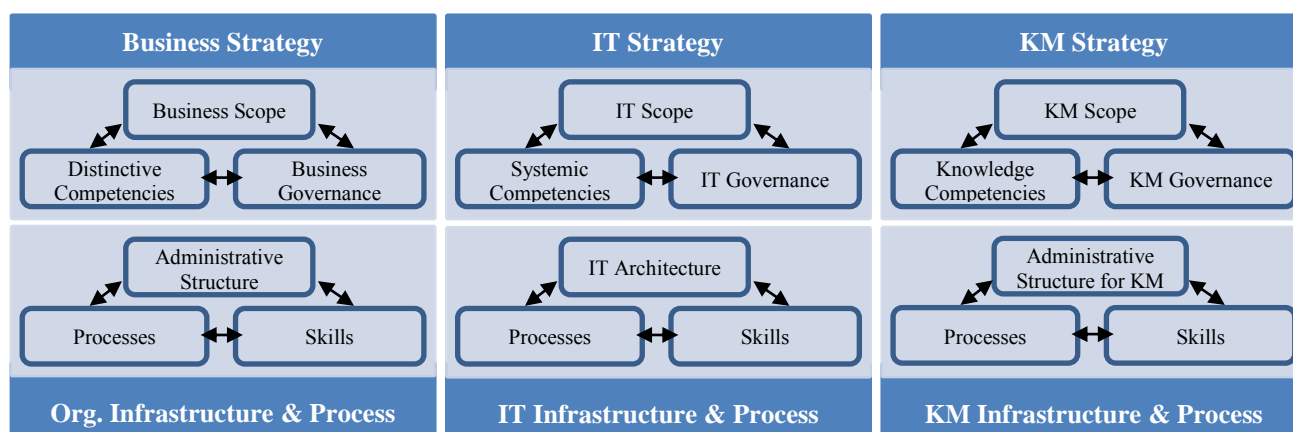 Business Strategy
Business Scope
Distinctive
Competencies
Business
Governance
Administrative
Structure
Processes
Skills
Org. Infrastructure & Process
IT Strategy
IT Scope
Systemic
Competencies
IT Governance
IT Architecture
Processes
Skills
IT Infrastructure & Process
KM Strategy
KM Scope
Knowledge
Competencies
KM Governance
Administrative
Structure for KM
Processes
Skills
KM Infrastructure & Process